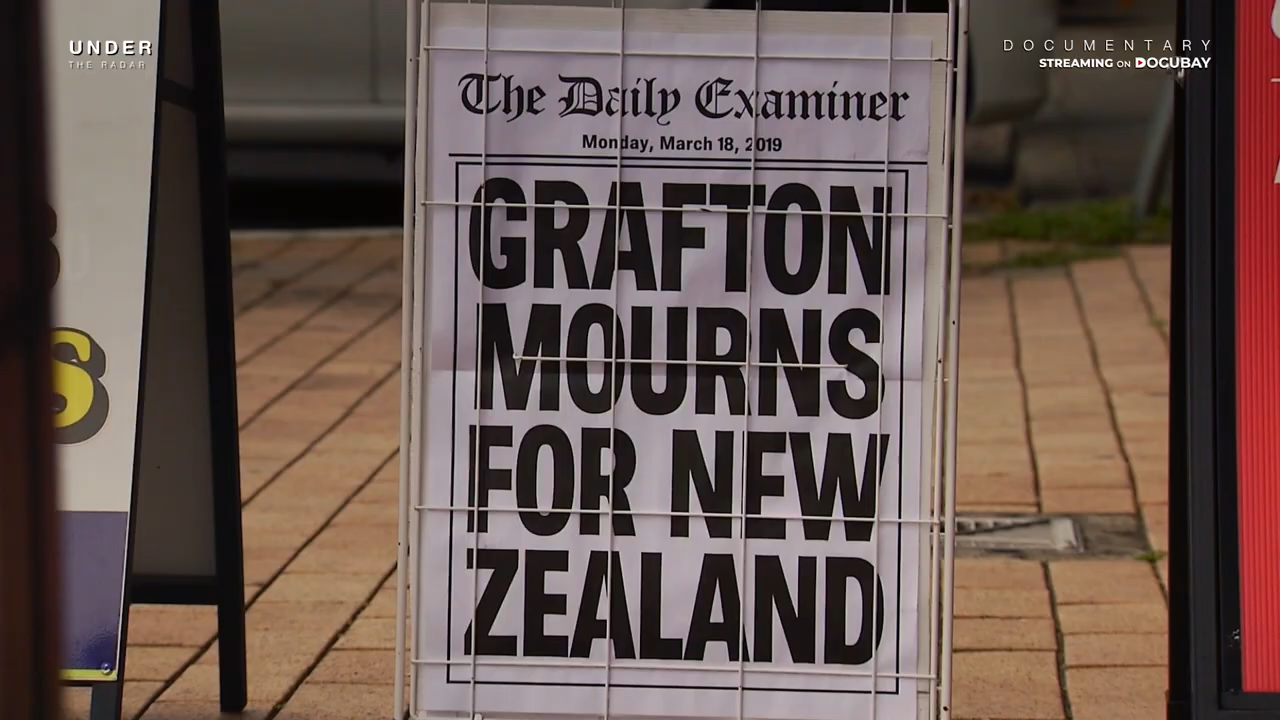 UNDER
THE RADAR
DOCUMENTARY
STREAMING ON DOCUBAY
The Daily Examiner
Monday, March 18, 2019
GRAFTON
MOURNS
FOR NEW
ZEALAND
S